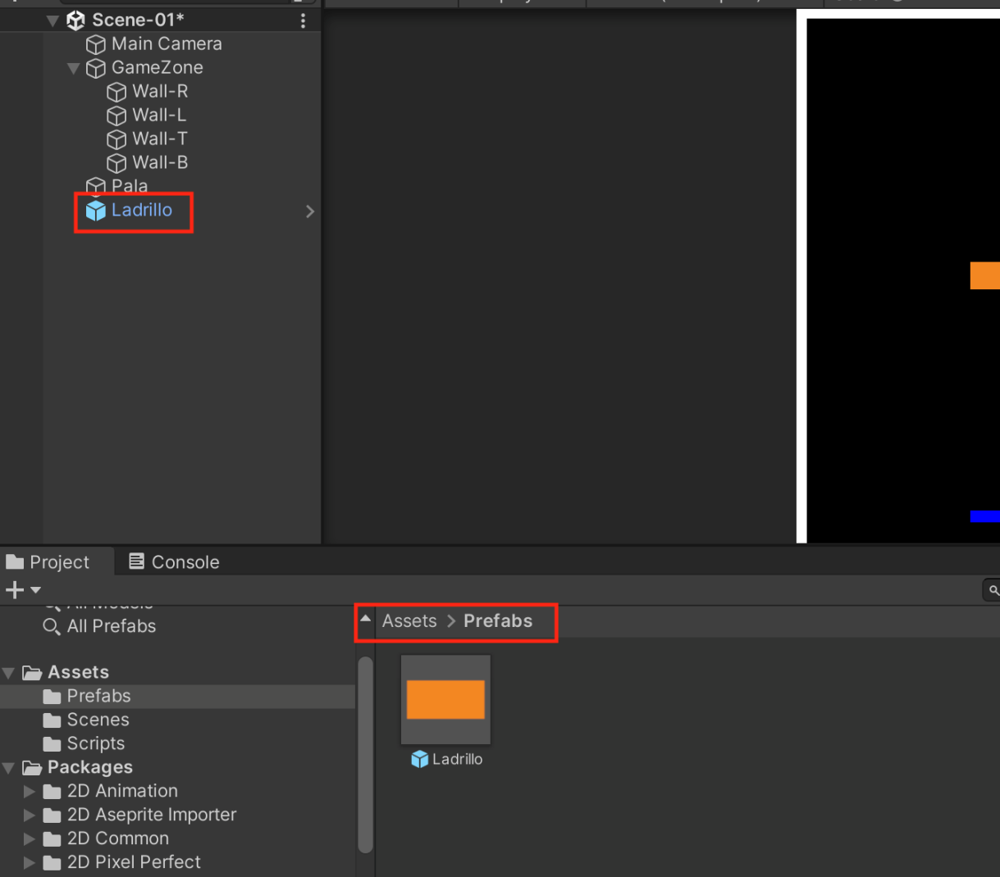 Scene-01*
Main Camera
GameZone
Wall-R
Wall-L
Wall-T
Wall-B
Pala
Ladrillo
Project
Console
All Prefabs
Assets > Prefabs
Assets
Prefabs
Scenes
Scripts
Packages
2D Animation
2D Aseprite Importer
2D Common
2D Pixel Perfect
Ladrillo